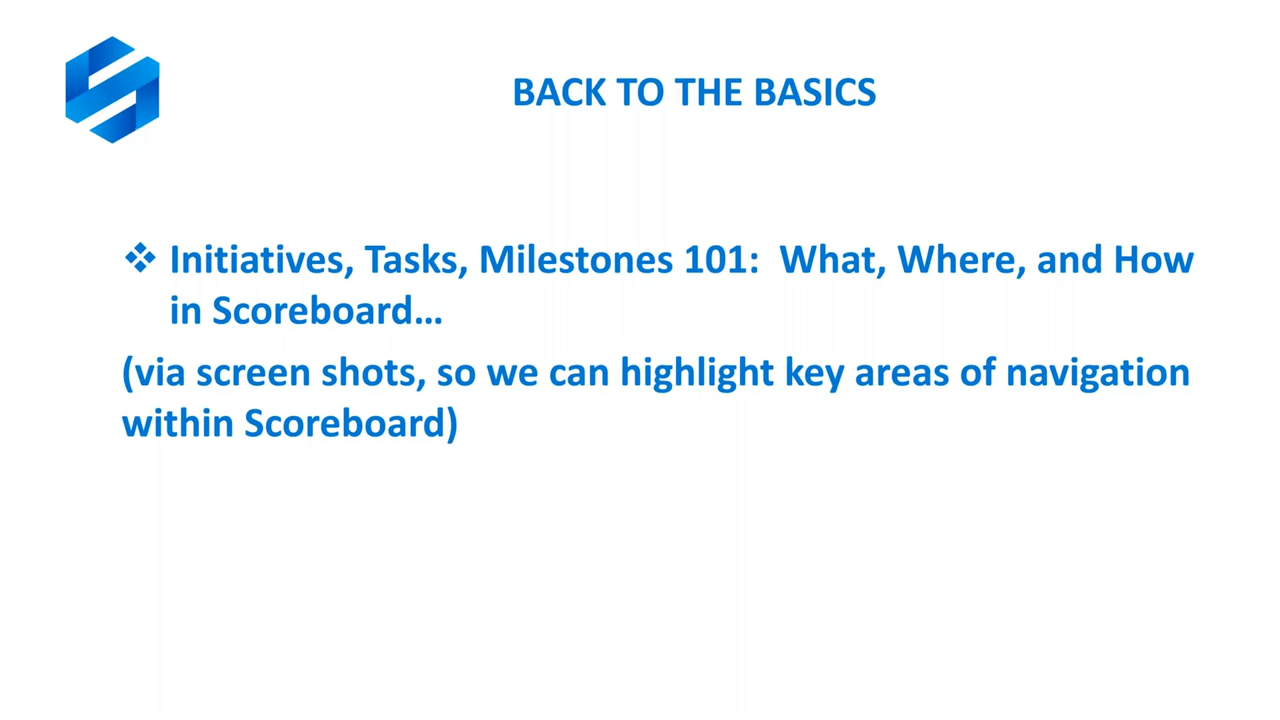 BACK TO THE BASICS
❖ Initiatives, Tasks, Milestones 101:  What, Where, and How
in Scoreboard…
(via screen shots, so we can highlight key areas of navigation
within Scoreboard)